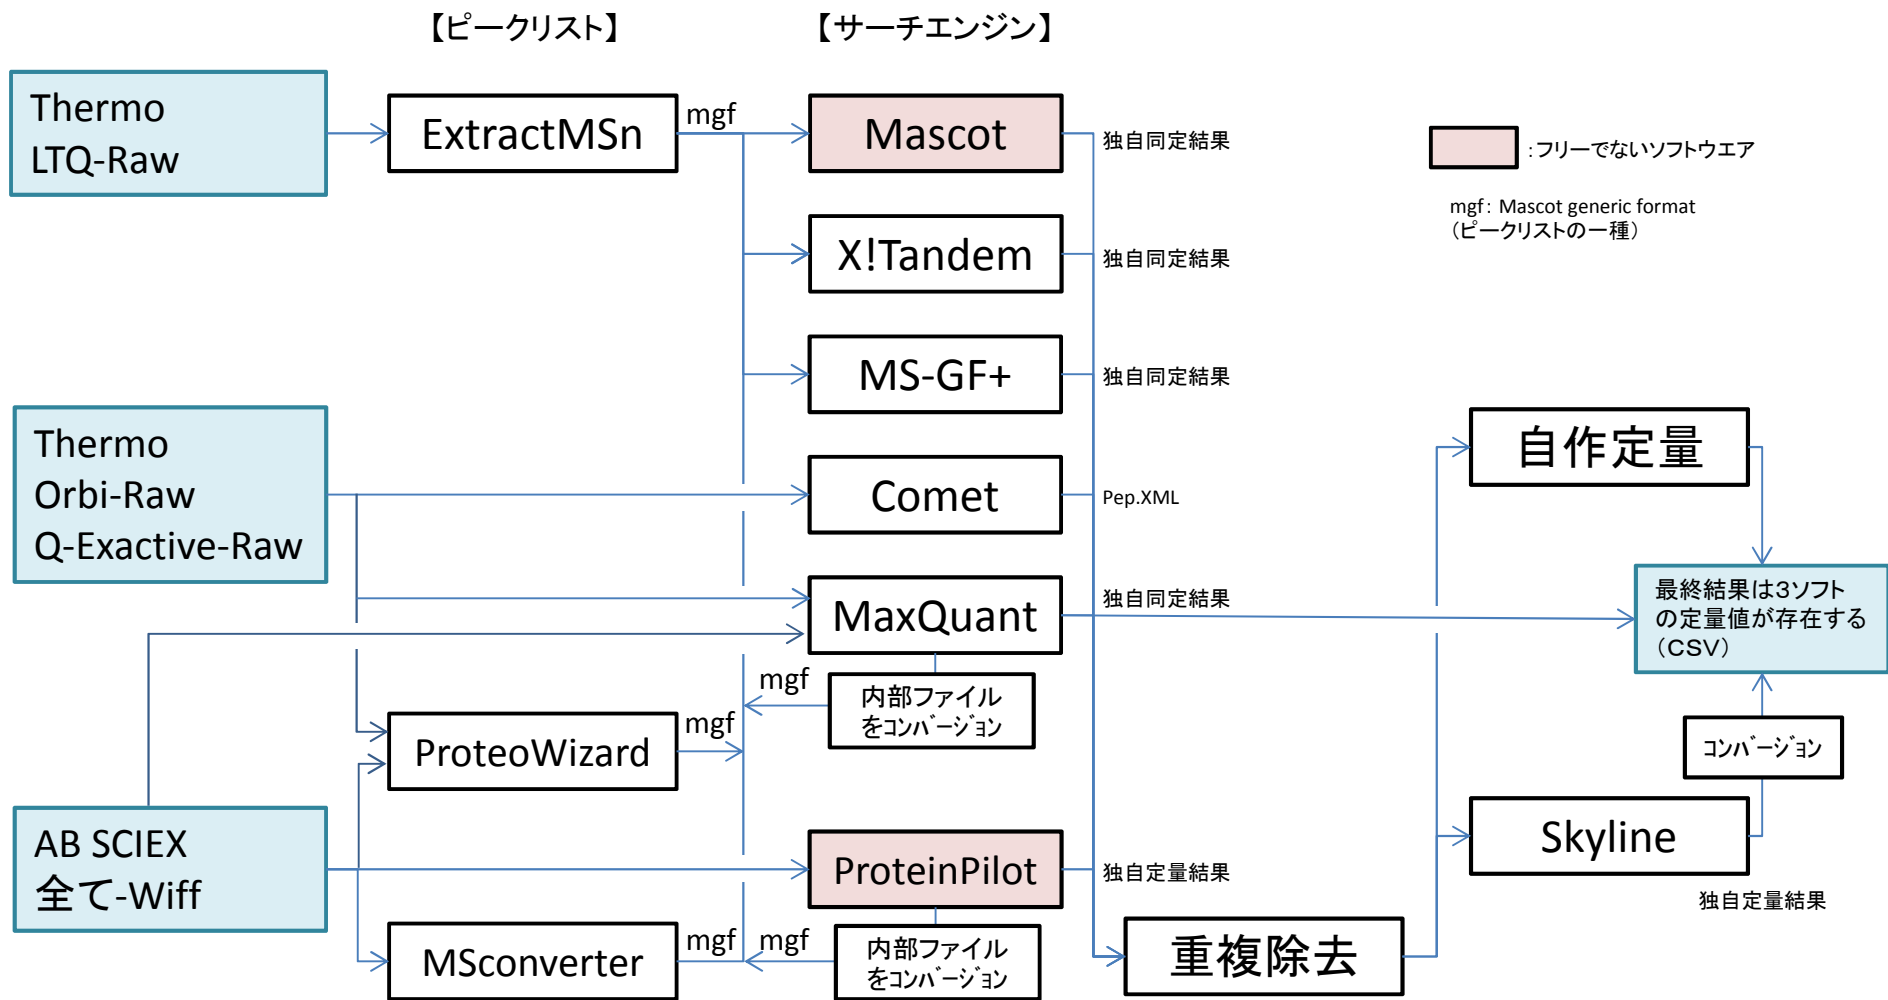 【ピークリスト】
【サーチエンジン】
Thermo
LTQ-Raw
ExtractMSn
mgf
Mascot
独自同定結果
:フリーでないソフトウエア
mgf: Mascot generic format
(ピークリストの一種)
X!Tandem
独自同定結果
MS-GF+
独自同定結果
Thermo
Orbi-Raw
Q-Exactive-Raw
Comet
Pep.XML
自作定量
MaxQuant
独自同定結果
最終結果は3ソフト
の定量値が存在する
(CSV)
mgf
内部ファイル
をコンバージョン
ProteoWizard
mgf
コンバージョン
AB SCIEX
全て-Wiff
ProteinPilot
独自定量結果
Skyline
独自定量結果
MSconverter
mgf
mgf
内部ファイル
をコンバージョン
重複除去